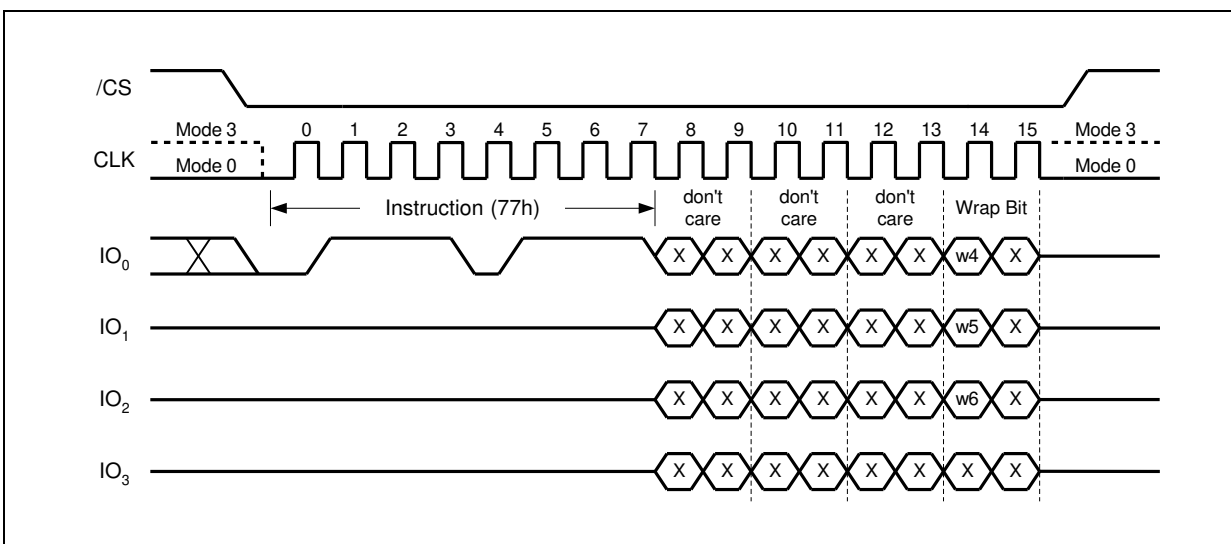 /CS
Mode 3 0 1 2 3 4 5 6 7 8 9 10 11 12 13 14 15 Mode 3
CLK Mode 0 Mode 0
Instruction (77h) don't care don't care don't care Wrap Bit
IO0 X X X X X X w4 X
IO1 X X X X X X w5 X
IO2 X X X X X X w6 X
IO3 X X X X X X X X